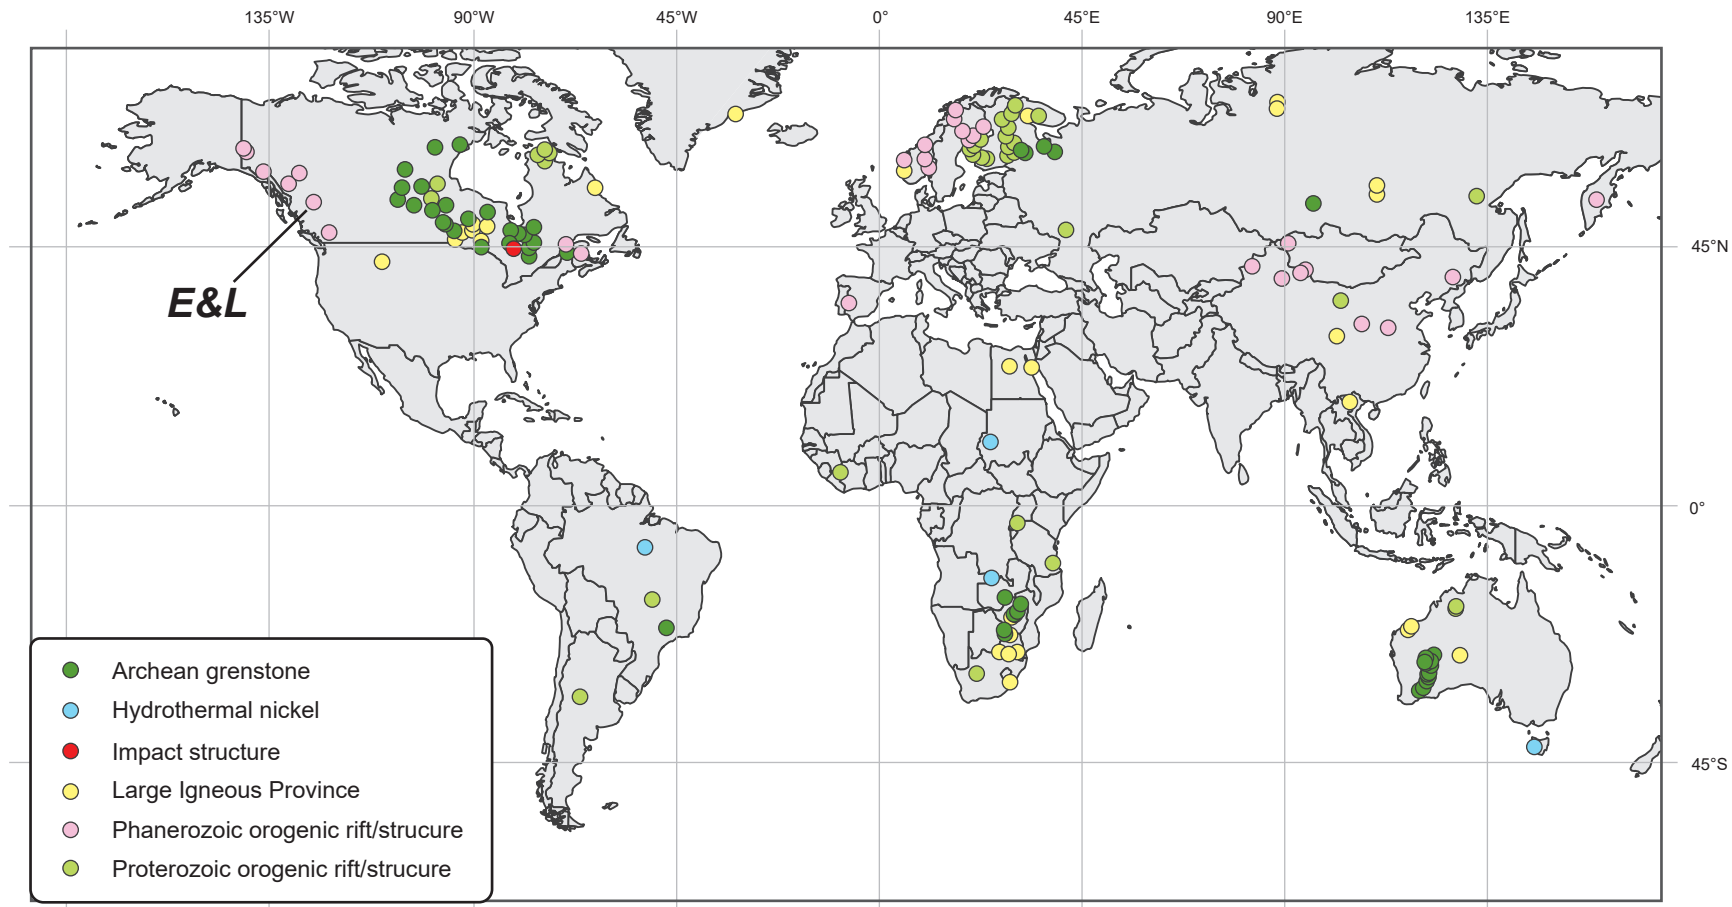 135°W 90°W 45°W 0° 45°E 90°E 135°E
45°N
E&L
0°
Archean grenstone
Hydrothermal nickel
Impact structure
45°S
Large Igneous Province
Phanerozoic orogenic rift/strucure
Proterozoic orogenic rift/strucure